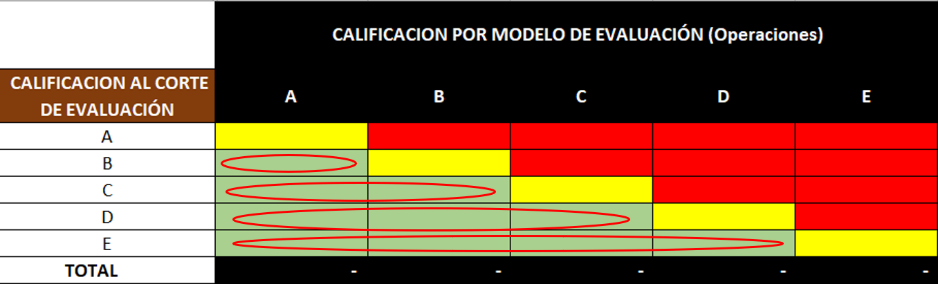 CALIFICACION POR MODELO DE EVALUACIÓN (Operaciones)
CALIFICACION AL CORTE
DE EVALUACIÓN
A B C D E
A
B
C
D
E
TOTAL - - - - -